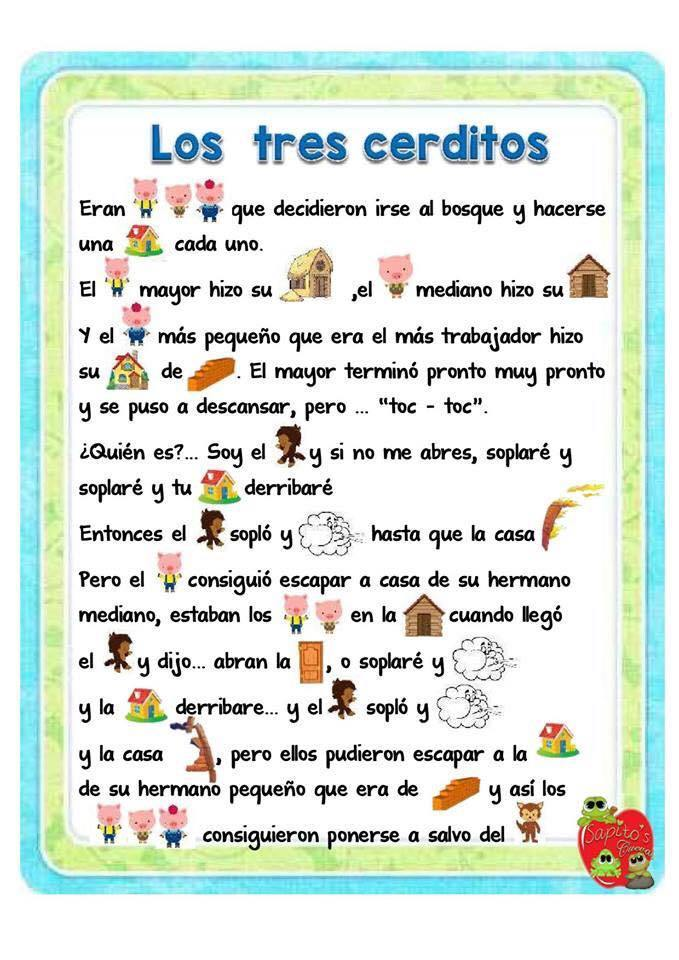 Los tres cerditos
Eran que decidieron irse al bosque y hacerse
una cada uno.
El mayor hizo su ,el mediano hizo su
Y el más pequeño que era el más trabajador hizo
su de . El mayor terminó pronto muy pronto
y se puso a descansar, pero ... “toc - toc”.
¿Quién es?... Soy el y si no me abres, soplaré y
soplaré y tu derribaré
Entonces el sopló y hasta que la casa
Pero el consiguió escapar a casa de su hermano
mediano, estaban los en la cuando llegó
el y dijo... abran la , o soplaré y
y la derribare... y el sopló y
y la casa , pero ellos pudieron escapar a la
de su hermano pequeño que era de y así los
consiguieron ponerse a salvo del
Sapito's
Cuevas